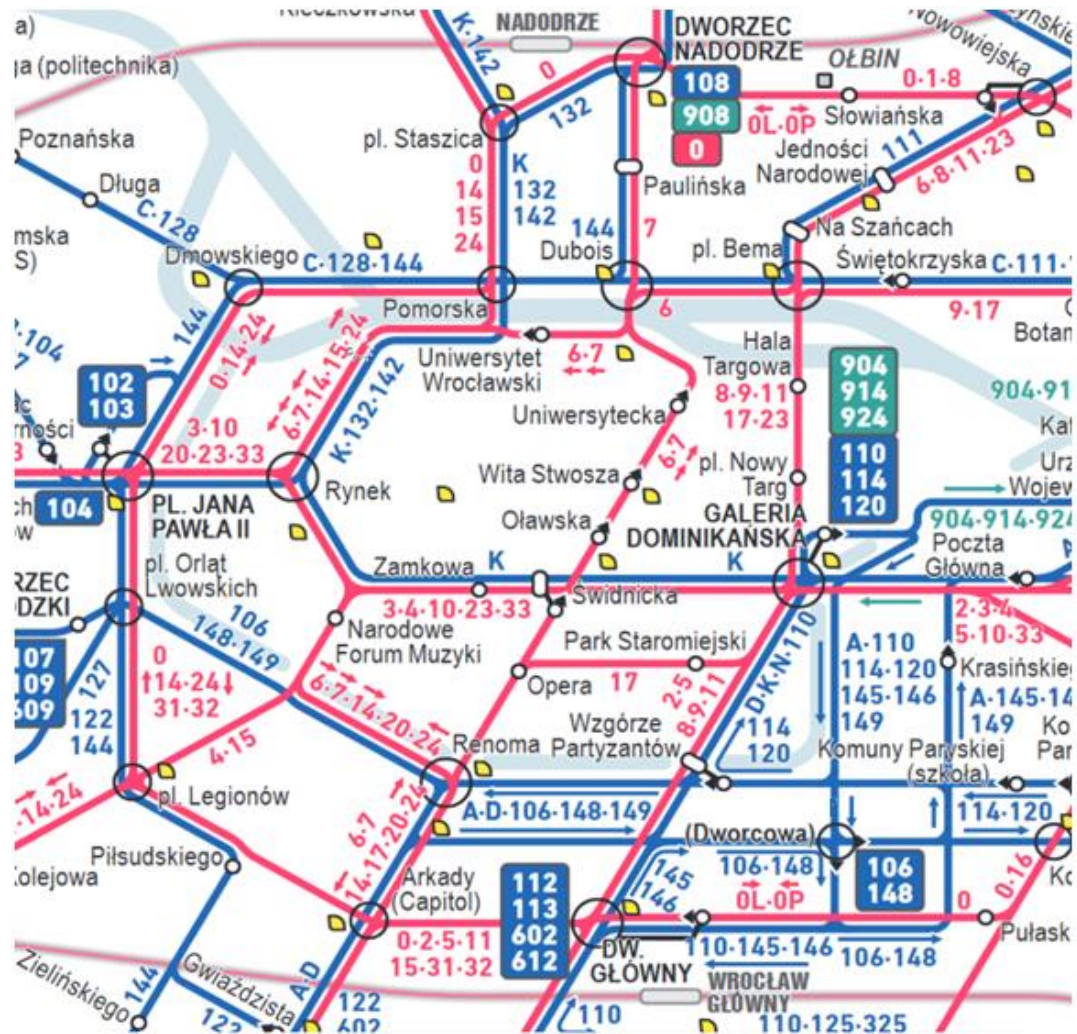 NADODRZE
DWORZEC
NADODRZE
K·142
0
a)
ga (politechnika)
OŁBIN
Nowowiejska
108
908
0
132
0·1·8
0L·0P
Słowiańska
Poznańska
pl. Staszica
111
Jedności
Narodowej
6·8·11·23
Długa
0
14
15
24
K
132
142
Paulińska
C·128
144
7
Na Szańcach
Dmowskiego
C·128·144
Dubois
pl. Bema
Świętokrzyska
S)
Pomorska
6
9·17
Botan
144
0·14·24
6·7·14·15·24
Uniwersytet
Wrocławski
6·7
Hala
Targowa
8·9·11
17·23
102
103
K·132·142
Uniwersytecka
904
914
924
3·10
20·23·33
6·7
Wita Stwosza
pl. Nowy
Targ
110
114
120
104
PL. JANA
PAWŁA II
Rynek
Oławska
GALERIA
DOMINIKAŃSKA
904·914·924
Poczta
Główna
pl. Orląt
Lwowskich
Zamkowa
K
K
3·4·10·23·33
Świdnicka
2·3·4
5·10·33
106
148·149
Narodowe
Forum Muzyki
Park Staromiejski
Opera
17
2·5
8·9·11
D·K·N·110
A·110
114·120
145·146
149
127
122
144
0
14·24
31·32
6·7·14·20·24
Wzgórze
Partyzantów
114
120
149
4·15
Renoma
Komuny Paryskiej
(szkoła)
pl. Legionów
A·D·106·148·149
114·120
6·7
14·17·20·24
(Dworcowa)
Piłsudskiego
106·148
106
148
145
146
0L·0P
0
0·16
Arkady
(Capitol)
112
113
602
612
0·2·5·11
15·31·32
DW.
GŁÓWNY
110·145·146
106·148
WROCŁAW
GŁÓWNY
Zielińskiego
144
Gwiaździsta
A·D
122
602
110
110·125·325